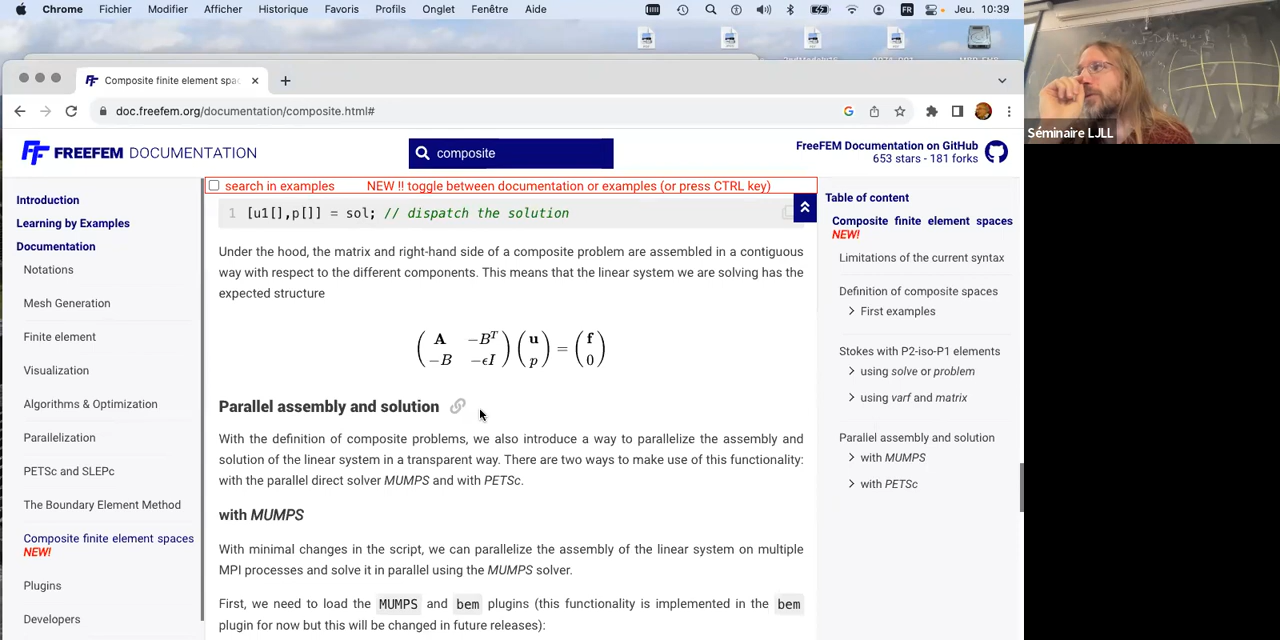 Chrome Fichier Modifier Afficher Historique Favoris Profils Onglet Fenêtre Aide FR Jeu. 10:39
Composite finite element spac
doc.freefem.org/documentation/composite.html#
FREEFEM DOCUMENTATION
composite
FreeFEM Documentation on GitHub
653 stars - 181 forks
Séminaire LJLL
search in examples NEW !! toggle between documentation or examples (or press CTRL key)
Introduction
Learning by Examples
Documentation
Notations
Mesh Generation
Finite element
Visualization
Algorithms & Optimization
Parallelization
PETSc and SLEPc
The Boundary Element Method
Composite finite element spaces
NEW!
Plugins
Developers
1 [u1[],p[]] = sol; // dispatch the solution
Under the hood, the matrix and right-hand side of a composite problem are assembled in a contiguous
way with respect to the different components. This means that the linear system we are solving has the
expected structure
A −Bᵀ u = f
−B −ϵI p 0
Parallel assembly and solution
With the definition of composite problems, we also introduce a way to parallelize the assembly and
solution of the linear system in a transparent way. There are two ways to make use of this functionality:
with the parallel direct solver MUMPS and with PETSc.
with MUMPS
With minimal changes in the script, we can parallelize the assembly of the linear system on multiple
MPI processes and solve it in parallel using the MUMPS solver.
First, we need to load the MUMPS and bem plugins (this functionality is implemented in the bem
plugin for now but this will be changed in future releases):
Table of content
Composite finite element spaces
NEW!
Limitations of the current syntax
Definition of composite spaces
First examples
Stokes with P2-iso-P1 elements
using solve or problem
using varf and matrix
Parallel assembly and solution
with MUMPS
with PETSc